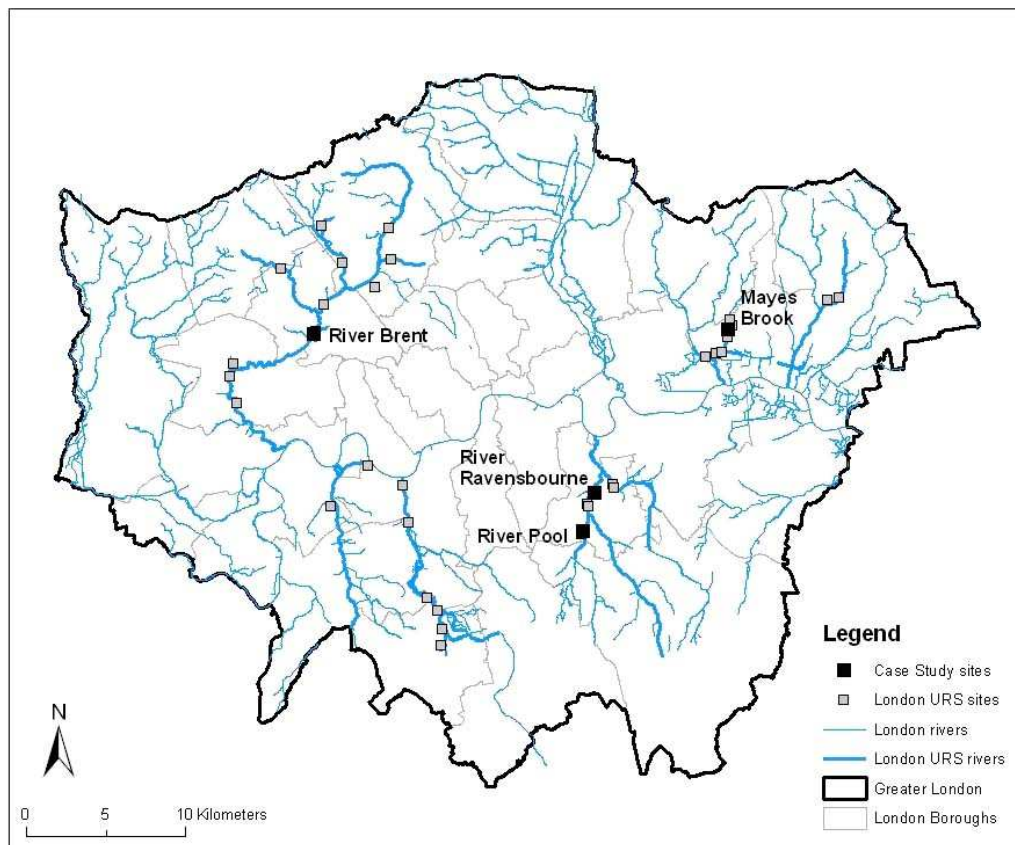 Mayes
Brook
River Brent
River
Ravensbourne
River Pool
Legend
Case Study sites
London URS sites
London rivers
London URS rivers
Greater London
London Boroughs
N
0 5 10 Kilometers